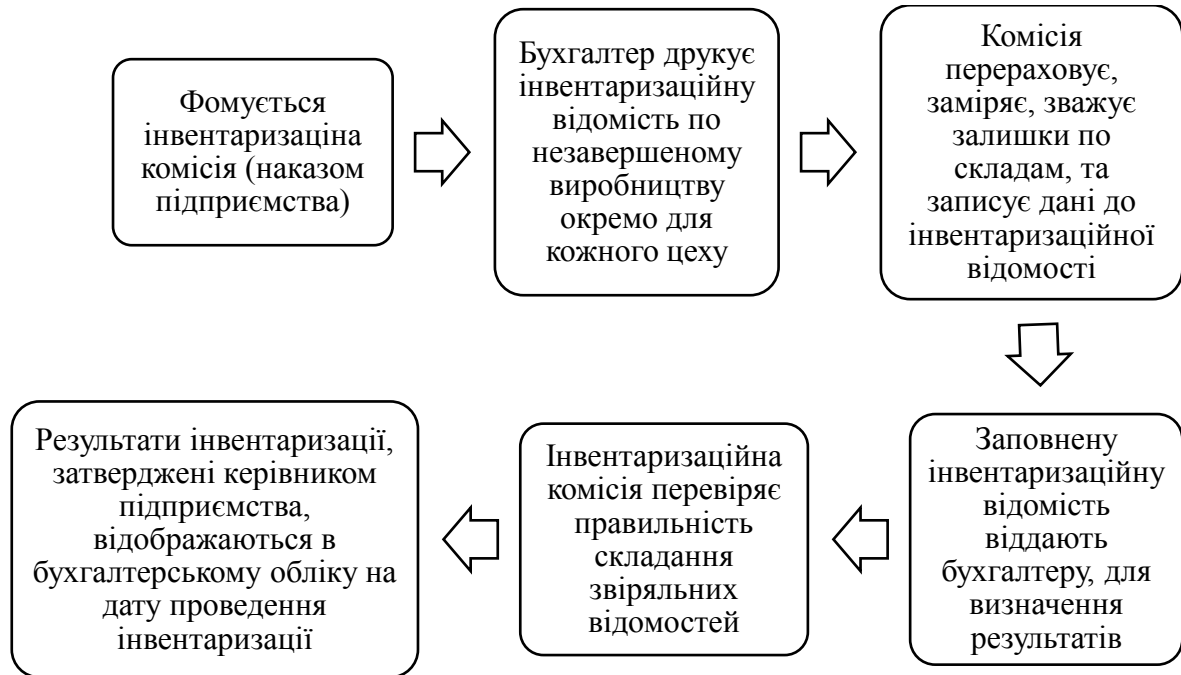 Фомується
інвентаризаціна
комісія (наказом
підприємства)
Бухгалтер друкує
інвентаризаційну
відомість по
незавершеному
виробництву
окремо для
кожного цеху
Комісія
перераховує,
заміряє, зважує
залишки по
складам, та
записує дані до
інвентаризаційної
відомості
Заповнену
інвентаризаційну
відомість
віддають
бухгалтеру, для
визначення
результатів
Інвентаризаційна
комісія перевіряє
правильність
складання
звіряльних
відомостей
Результати інвентаризації,
затверджені керівником
підприємства,
відображаються в
бухгалтерському обліку на
дату проведення
інвентаризації